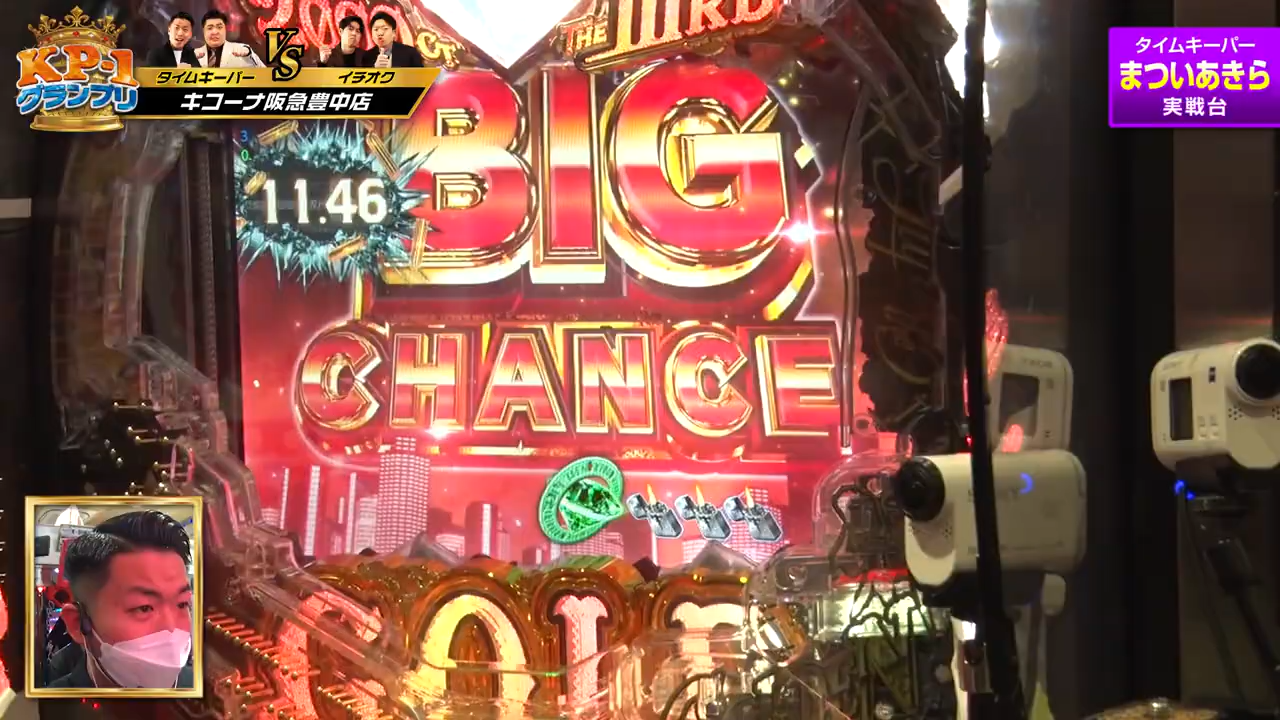 KP-1
グランプリ
VS
タイムキーパー
イチオク
キコーナ阪急豊中店
タイムキーパー
まついあきら
実戦台
THE THIRD
BIG
11.46
CHANCE
GOLD